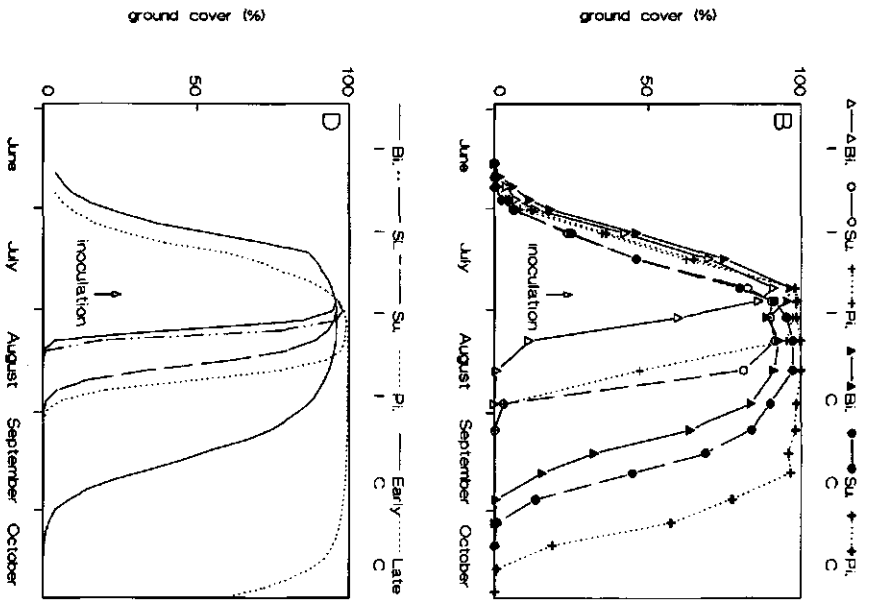 Bi. Su. Pi. Bi. Su. Pi.
I I I C C C
100
50
0
ground cover (%)
B
inoculation
June July August September October
Bi. Si. Su. Pi. Early Late
I I I I C C
100
50
0
ground cover (%)
D
inoculation
June July August September October